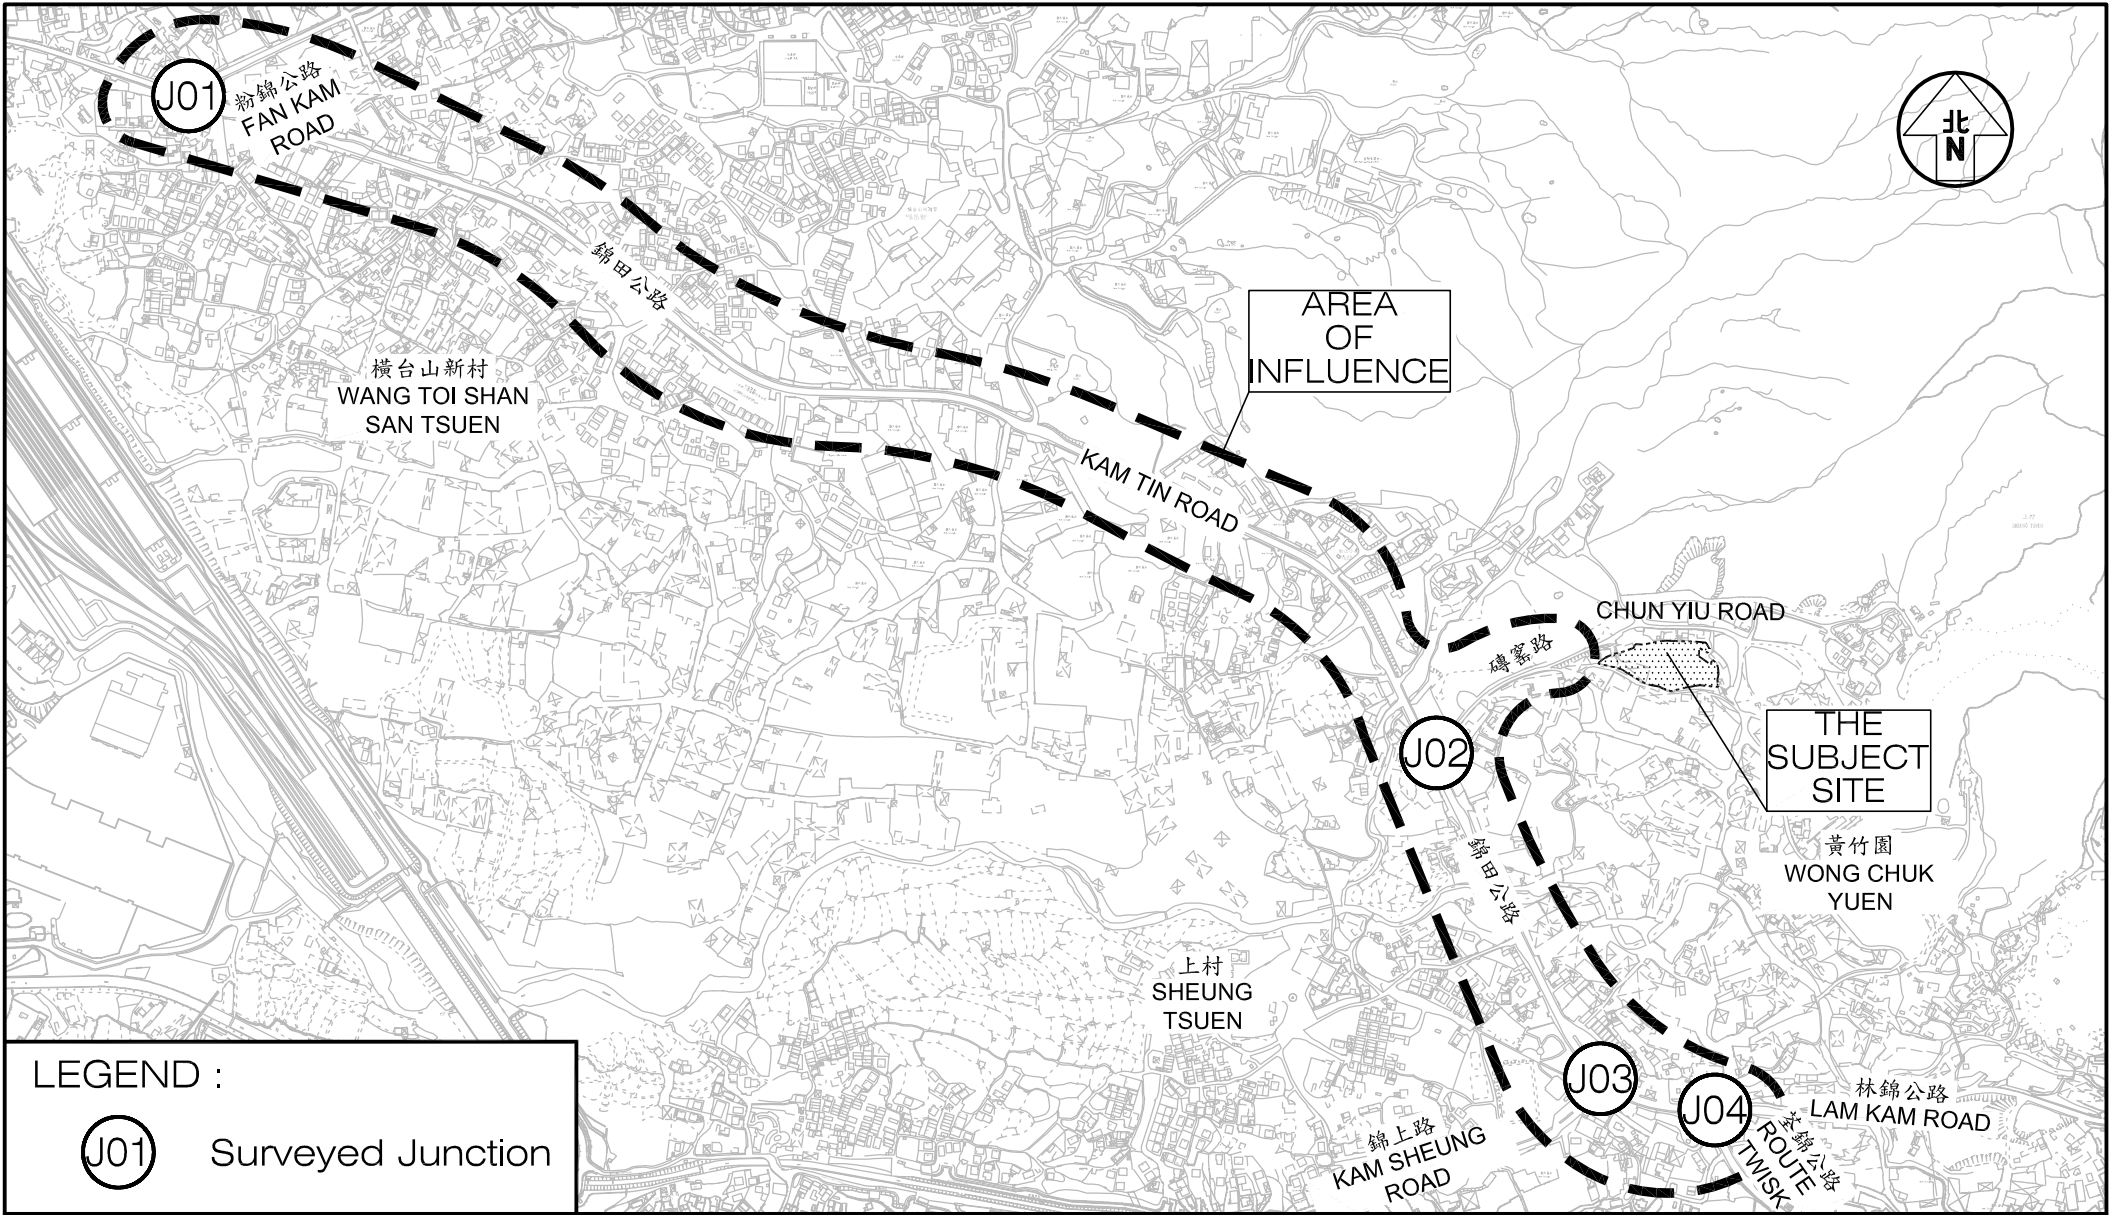 J01
粉錦公路
FAN KAM
ROAD
北
N
錦田公路
AREA
OF
INFLUENCE
橫台山新村
WANG TOI SHAN
SAN TSUEN
KAM TIN ROAD
CHUN YIU ROAD
磚窰路
THE
SUBJECT
SITE
J02
黃竹園
WONG CHUK
YUEN
錦田公路
上村
SHEUNG
TSUEN
J03
J04
林錦公路
LAM KAM ROAD
荃錦公路
ROUTE
TWISK
錦上路
KAM SHEUNG
ROAD
LEGEND :
J01 Surveyed Junction